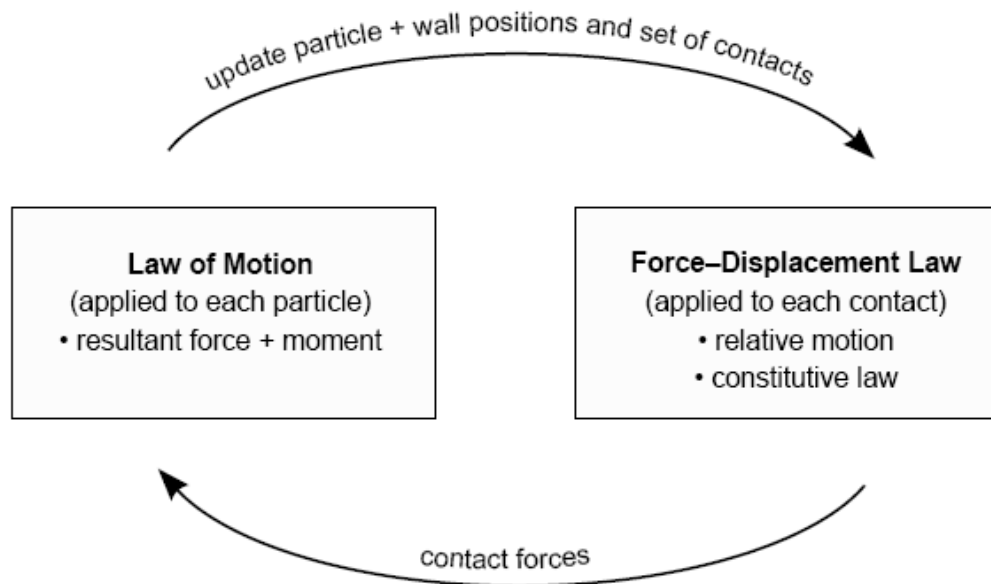 update particle + wall positions and set of contacts
Law of Motion
(applied to each particle)
• resultant force + moment
Force–Displacement Law
(applied to each contact)
• relative motion
• constitutive law
contact forces